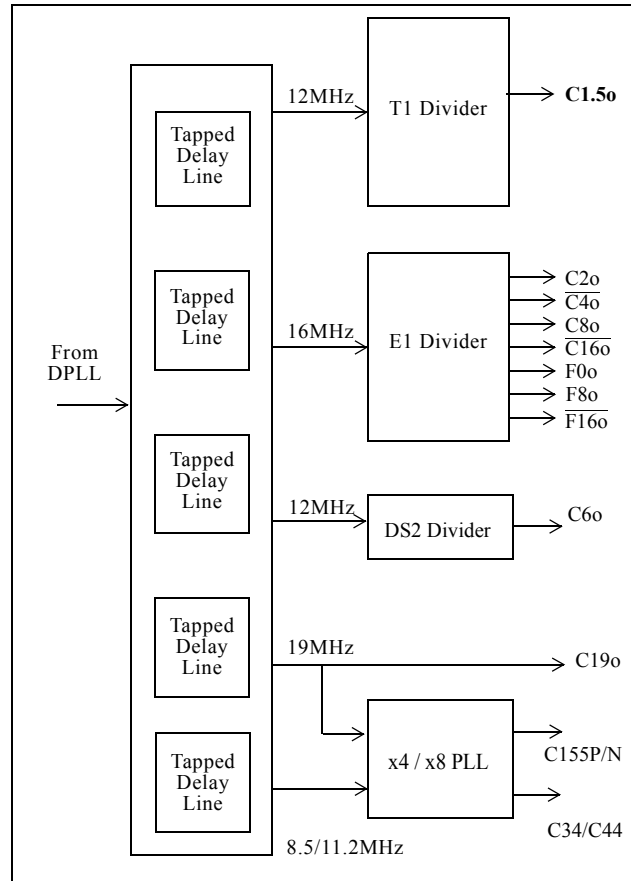 12MHz
T1 Divider
C1.5o
Tapped
Delay
Line
Tapped
Delay
Line
16MHz
E1 Divider
C2o
C4o
C8o
C16o
F0o
F8o
F16o
From
DPLL
Tapped
Delay
Line
12MHz
DS2 Divider
C6o
Tapped
Delay
Line
19MHz
C19o
Tapped
Delay
Line
x4 / x8 PLL
C155P/N
C34/C44
8.5/11.2MHz